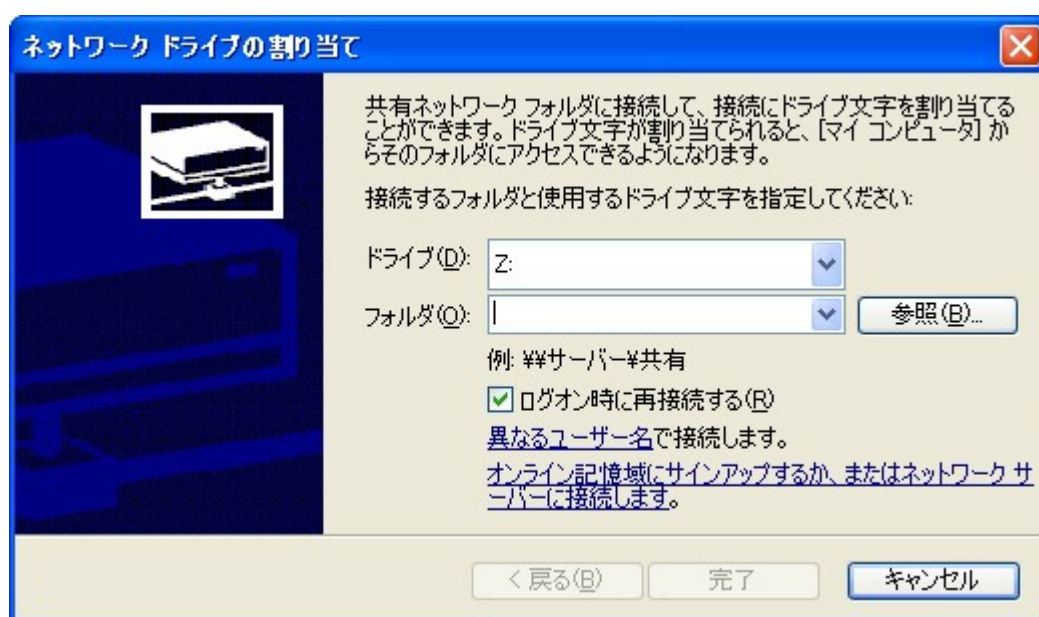 ネットワーク ドライブの割り当て
共有ネットワーク フォルダに接続して、接続にドライブ文字を割り当てる
ことができます。ドライブ文字が割り当てられると、[マイ コンピュータ] か
らそのフォルダにアクセスできるようになります。
接続するフォルダと使用するドライブ文字を指定してください:
ドライブ(D): Z:
フォルダ(O): 参照(B)...
例: ¥¥サーバー¥共有
ログオン時に再接続する(R)
異なるユーザー名で接続します。
オンライン記憶域にサインアップするか、またはネットワーク サ
ーバーに接続します。
< 戻る(B) 完了 キャンセル